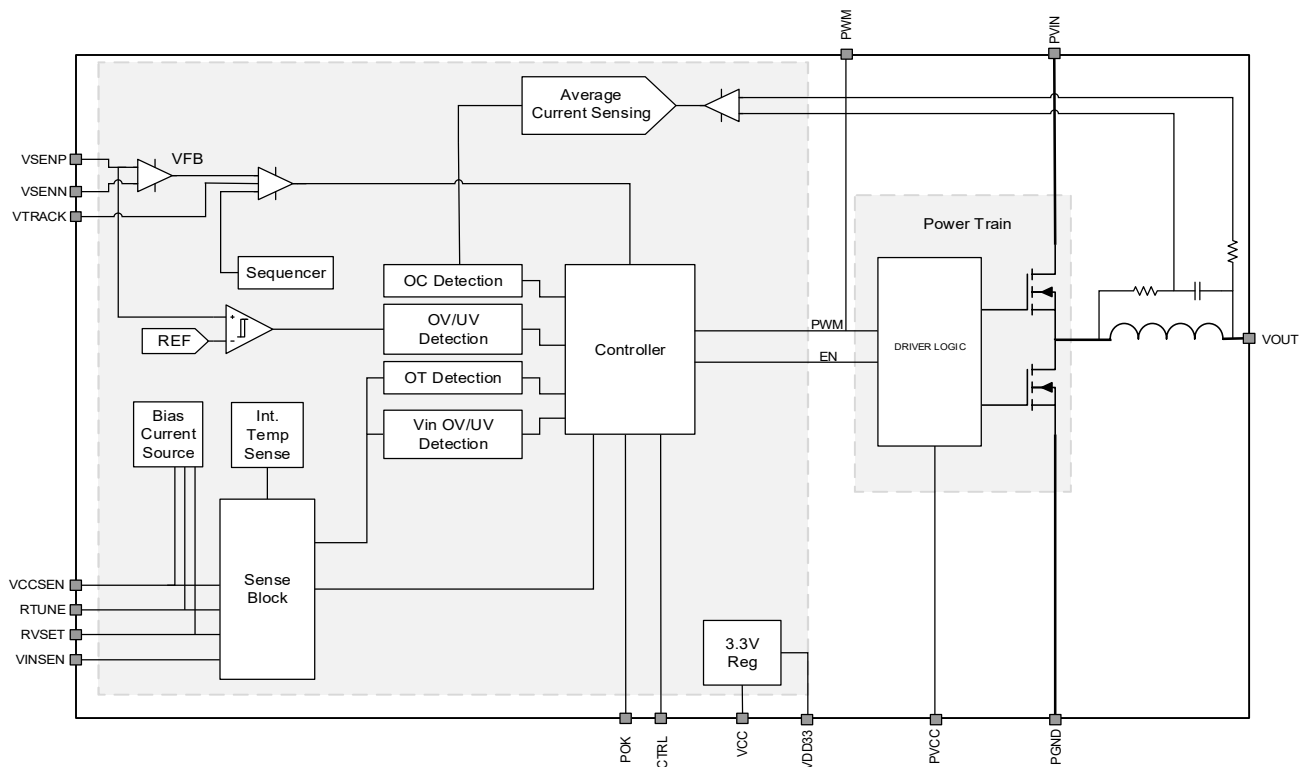 PWM
PVIN
Average
Current Sensing
VSENP
VFB
VSENN
VTRACK
Power Train
Sequencer
OC Detection
OV/UV
Detection
REF
+
-
Controller
PWM
DRIVER LOGIC
VOUT
EN
OT Detection
Bias
Current
Source
Int.
Temp
Sense
Vin OV/UV
Detection
VCCSEN
RTUNE
RVSET
VINSEN
Sense
Block
3.3V
Reg
POK
CTRL
VCC
VDD33
PVCC
PGND